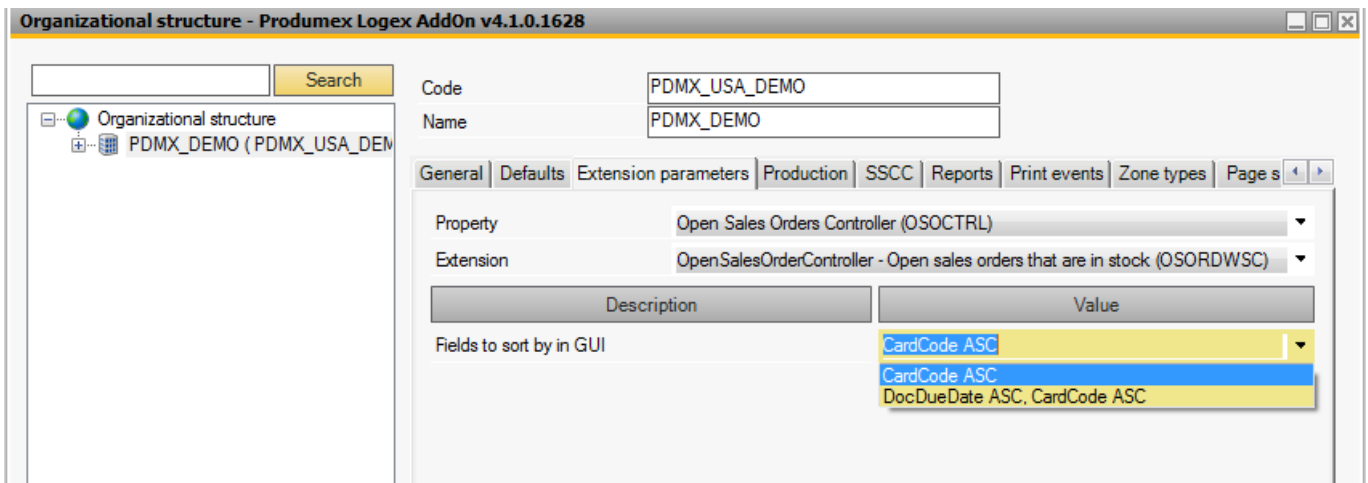 Organizational structure - Produmex Logex AddOn v4.1.0.1628
Search
Organizational structure
PDMX_DEMO ( PDMX_USA_DEM
Code PDMX_USA_DEMO
Name PDMX_DEMO
General Defaults Extension parameters Production SSCC Reports Print events Zone types Page s
Property Open Sales Orders Controller (OSOCTRL)
Extension OpenSalesOrderController - Open sales orders that are in stock (OSORDWSC)
Description Value
Fields to sort by in GUI CardCode ASC
CardCode ASC
DocDueDate ASC, CardCode ASC